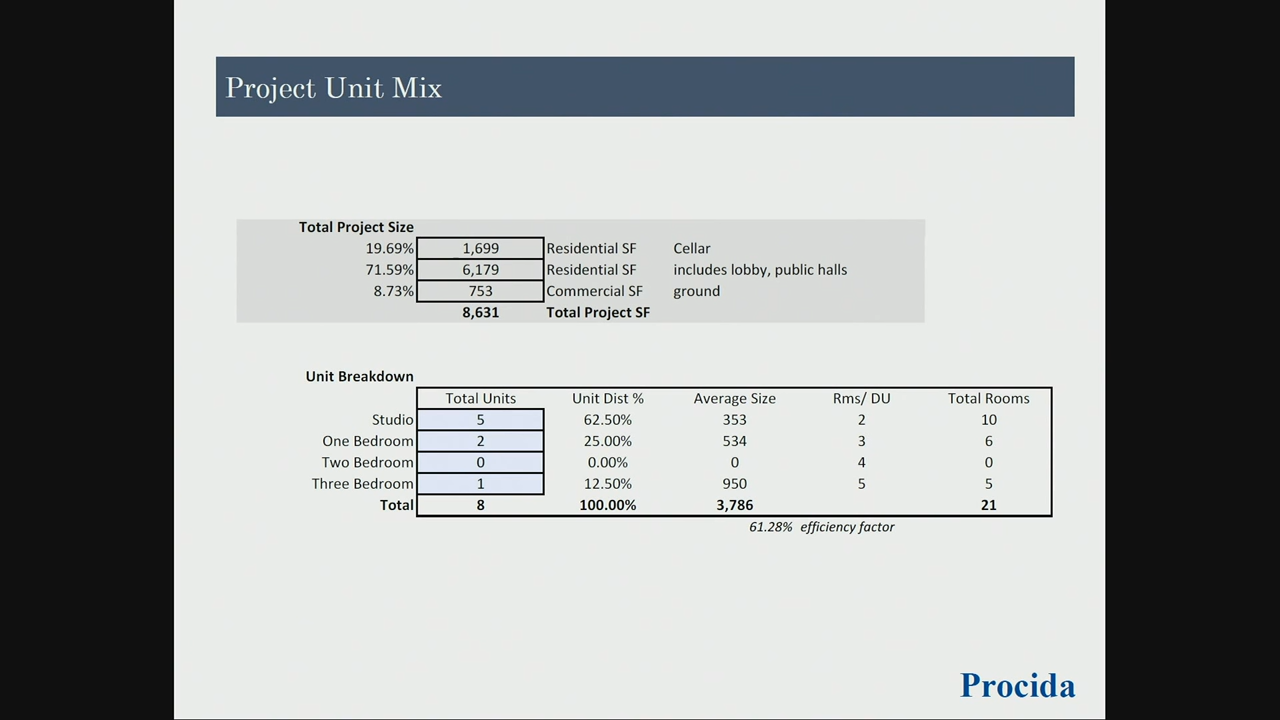 Project Unit Mix
Total Project Size
19.69% 1,699 Residential SF Cellar
71.59% 6,179 Residential SF includes lobby, public halls
8.73% 753 Commercial SF ground
8,631 Total Project SF
Unit Breakdown
Total Units Unit Dist % Average Size Rms/ DU Total Rooms
Studio 5 62.50% 353 2 10
One Bedroom 2 25.00% 534 3 6
Two Bedroom 0 0.00% 0 4 0
Three Bedroom 1 12.50% 950 5 5
Total 8 100.00% 3,786 21
61.28% efficiency factor
Procida